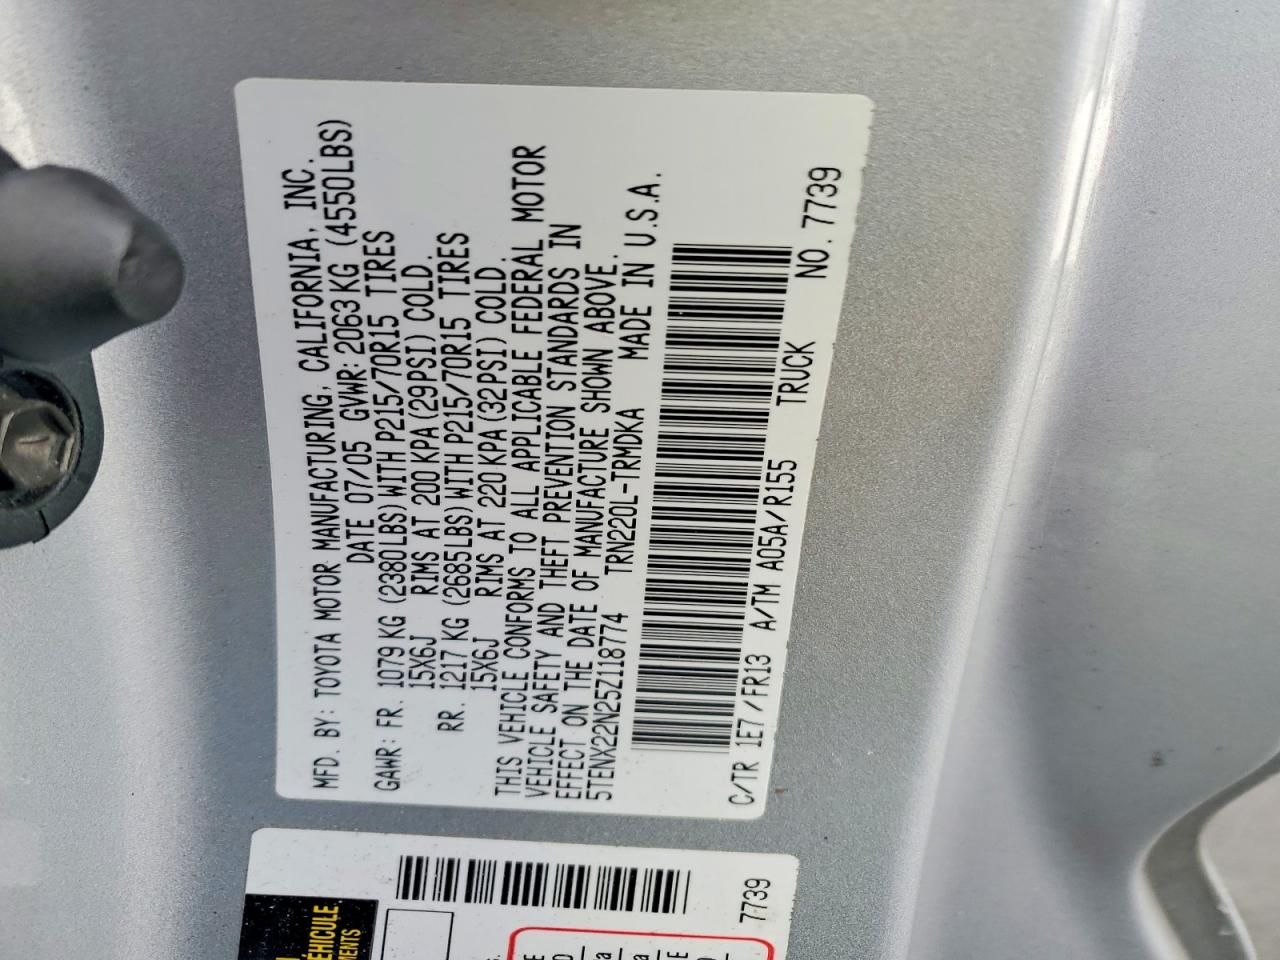 MFD. BY: TOYOTA MOTOR MANUFACTURING, CALIFORNIA, INC.
DATE 07/05 GVWR: 2063KG (4550LBS)
GAWR: FR. 1079KG (2380LBS) WITH P215/70R15 TIRES
15X6J RIMS AT 200 KPA (29PSI) COLD.
RR. 1217 KG (2685LBS) WITH P215/70R15 TIRES
15X6J RIMS AT 220 KPA (32PSI) COLD.
THIS VEHICLE CONFORMS TO ALL APPLICABLE FEDERAL MOTOR
VEHICLE SAFETY AND THEFT PREVENTION STANDARDS IN
EFFECT ON THE DATE OF MANUFACTURE SHOWN ABOVE.
5TENX22N25Z118774 TRN220L-TRMDKA MADE IN U.S.A.
C/TR 1E7/FR13 A/TM A05A/R155 TRUCK NO. 7739
7739
ÉHICULE
MENTS